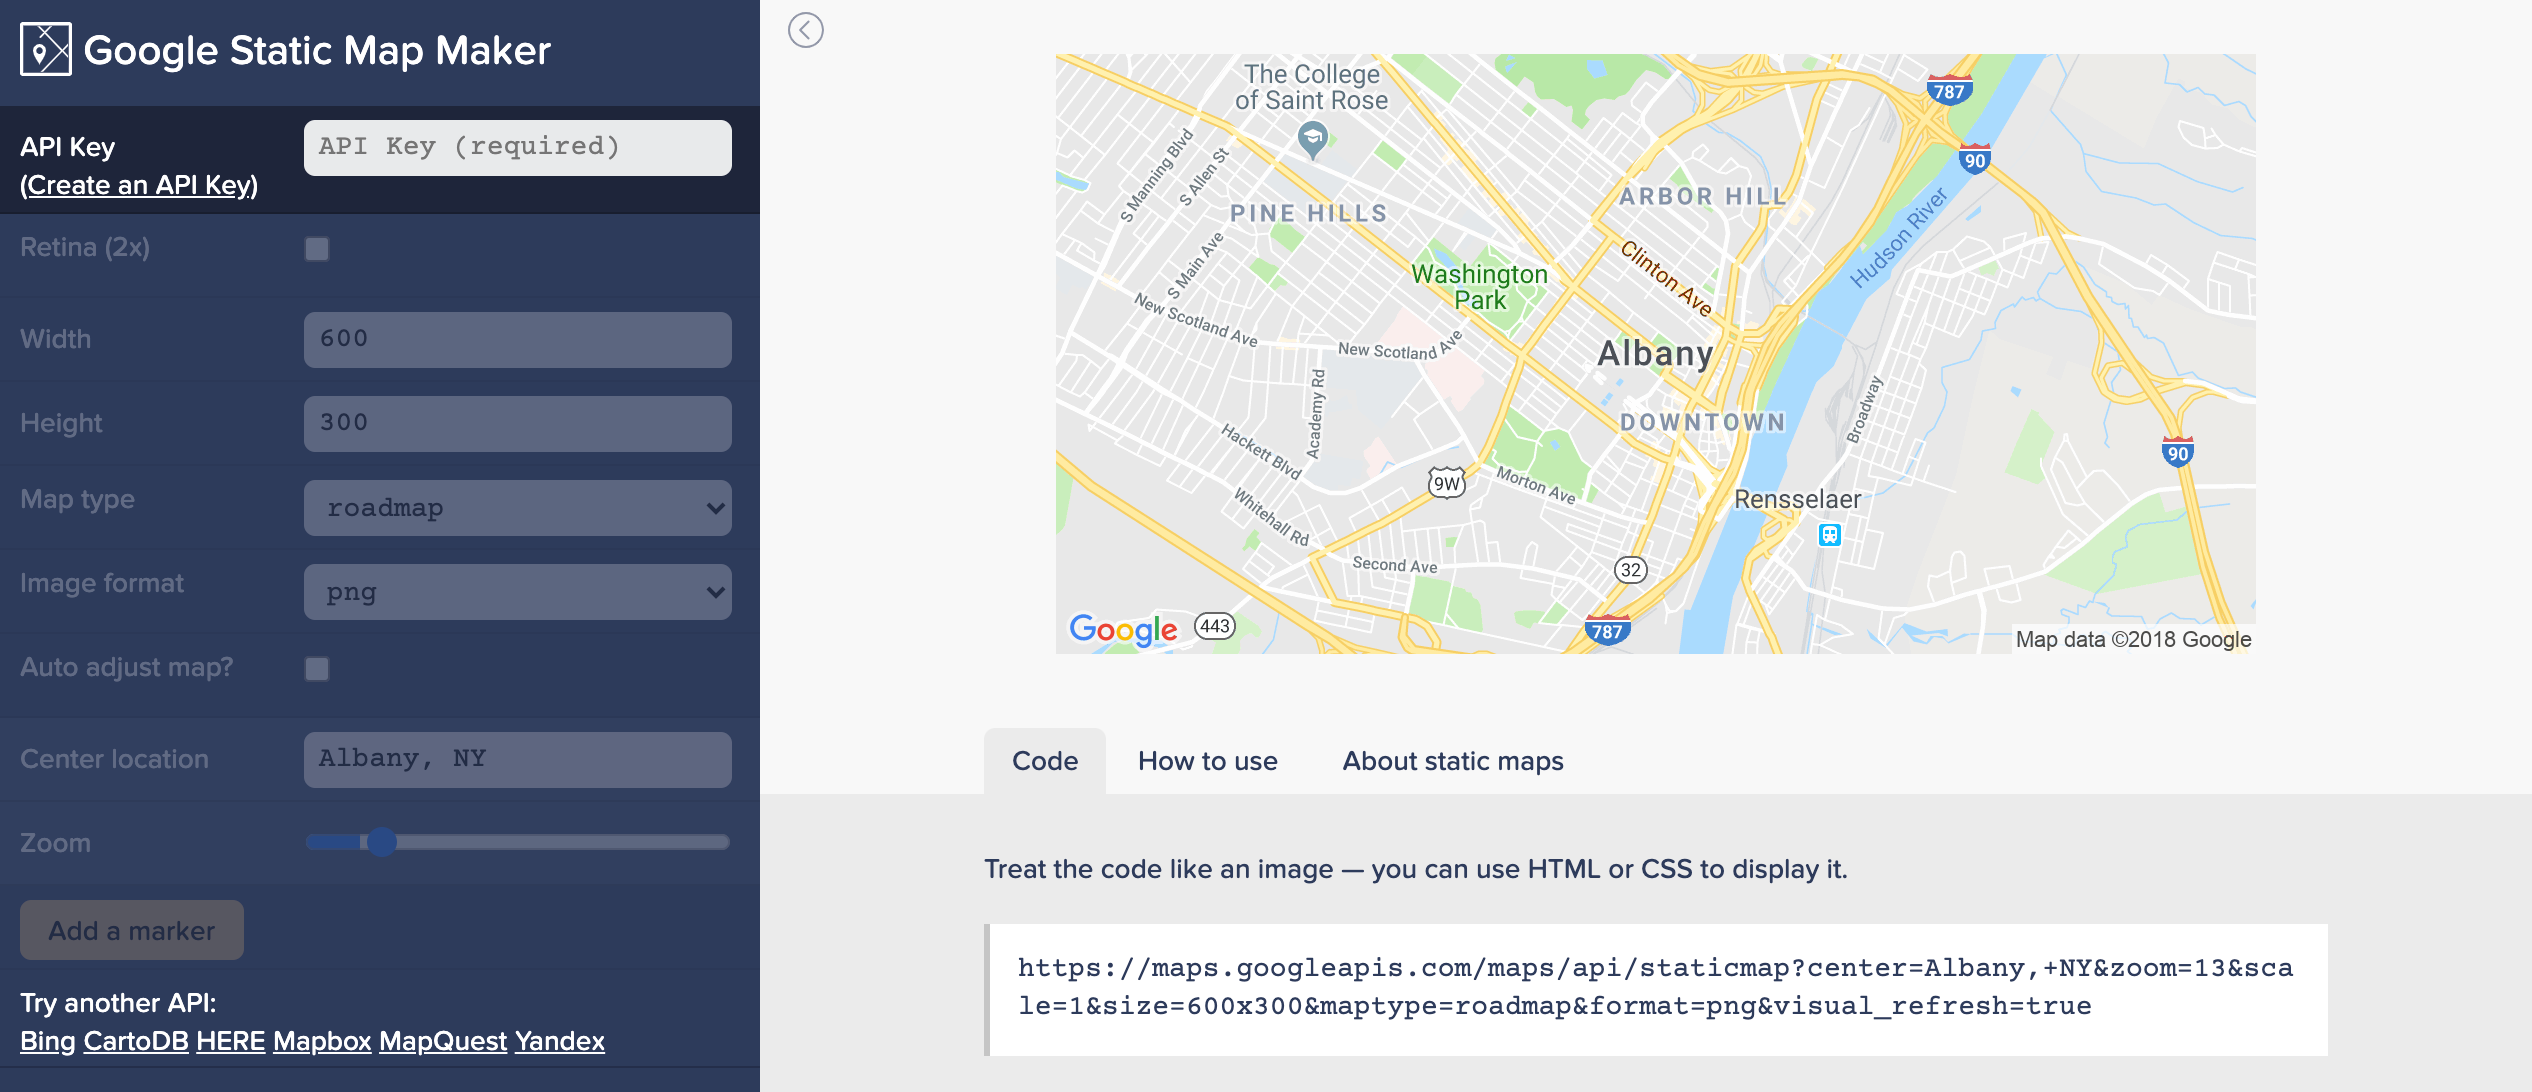 Google Static Map Maker
API Key
(Create an API Key)
API Key (required)
Retina (2x)
Width
600
Height
300
Map type
roadmap
Image format
png
Auto adjust map?
Center location
Albany, NY
Zoom
Add a marker
Try another API:
Bing CartoDB HERE Mapbox MapQuest Yandex
The College
of Saint Rose
787
90
S Manning Blvd
S Allen St
ARBOR HILL
PINE HILLS
Hudson River
S Main Ave
Clinton Ave
Washington
Park
New Scotland Ave
New Scotland Ave
Albany
Academy Rd
Broadway
DOWNTOWN
Hackett Blvd
90
9W
Morton Ave
Rensselaer
Whitehall Rd
Second Ave
32
Google
443
787
Map data ©2018 Google
Code
How to use
About static maps
Treat the code like an image — you can use HTML or CSS to display it.
https://maps.googleapis.com/maps/api/staticmap?center=Albany,+NY&zoom=13&sca
le=1&size=600x300&maptype=roadmap&format=png&visual_refresh=true